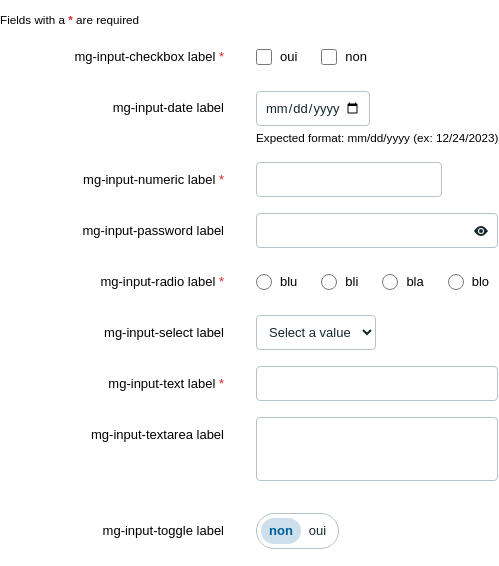 Fields with a * are required
mg-input-checkbox label * oui non
mg-input-date label mm/dd/yyyy
Expected format: mm/dd/yyyy (ex: 12/24/2023)
mg-input-numeric label *
mg-input-password label
mg-input-radio label * blu bli bla blo
mg-input-select label Select a value
mg-input-text label *
mg-input-textarea label
mg-input-toggle label non oui